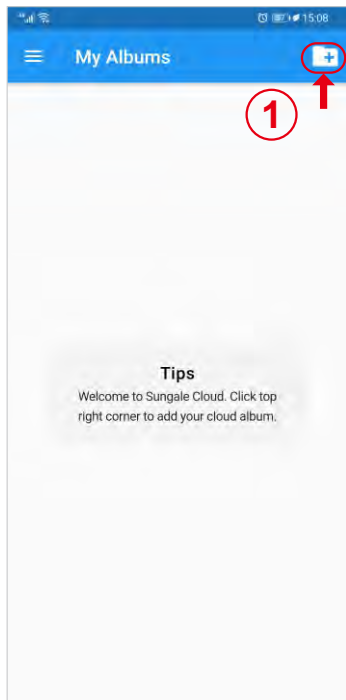 15:08
My Albums
1
Tips
Welcome to Sungale Cloud. Click top
right corner to add your cloud album.